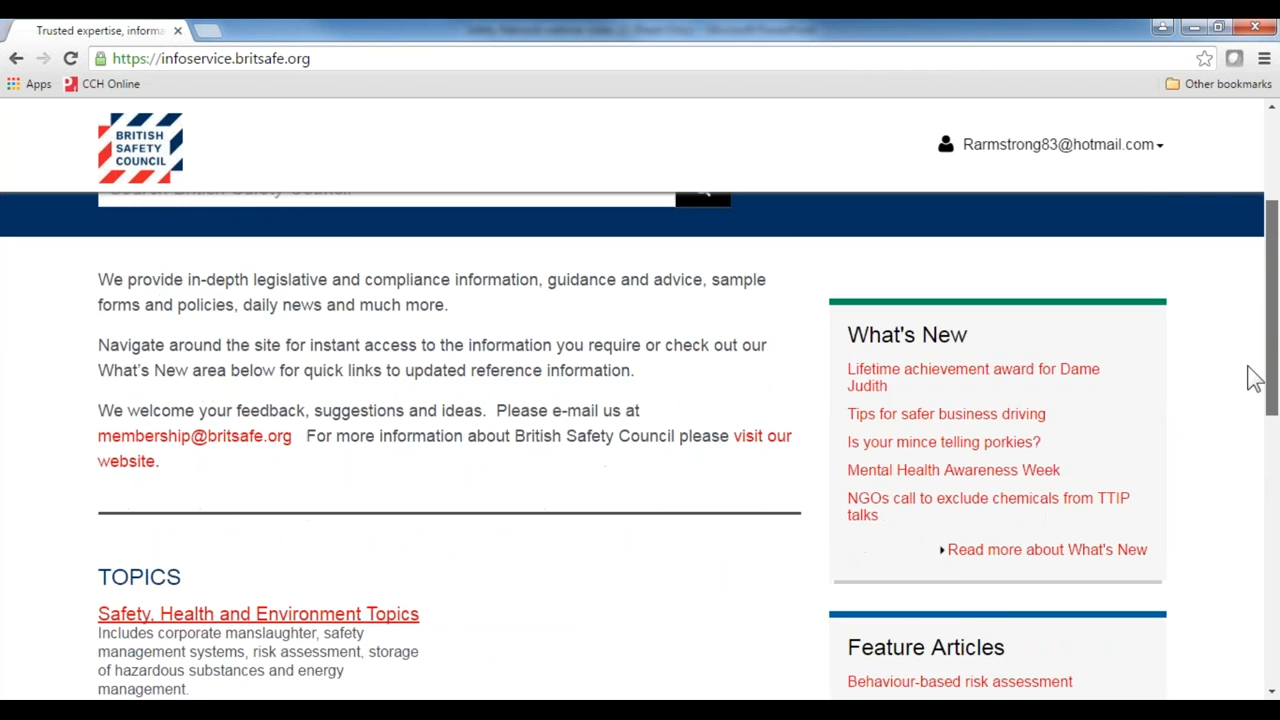 Trusted expertise, informa
https://infoservice.britsafe.org
Apps
CCH Online
Other bookmarks
BRITISH
SAFETY
COUNCIL
Rarmstrong83@hotmail.com
We provide in-depth legislative and compliance information, guidance and advice, sample
forms and policies, daily news and much more.
Navigate around the site for instant access to the information you require or check out our
What's New area below for quick links to updated reference information.
We welcome your feedback, suggestions and ideas. Please e-mail us at
membership@britsafe.org For more information about British Safety Council please visit our
website.
TOPICS
Safety, Health and Environment Topics
Includes corporate manslaughter, safety
management systems, risk assessment, storage
of hazardous substances and energy
management.
What's New
Lifetime achievement award for Dame
Judith
Tips for safer business driving
Is your mince telling porkies?
Mental Health Awareness Week
NGOs call to exclude chemicals from TTIP
talks
Read more about What's New
Feature Articles
Behaviour-based risk assessment